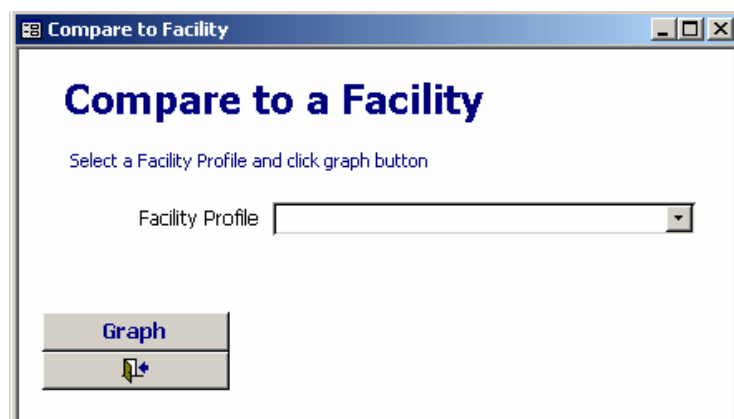 Compare to Facility
Compare to a Facility
Select a Facility Profile and click graph button
Facility Profile
Graph